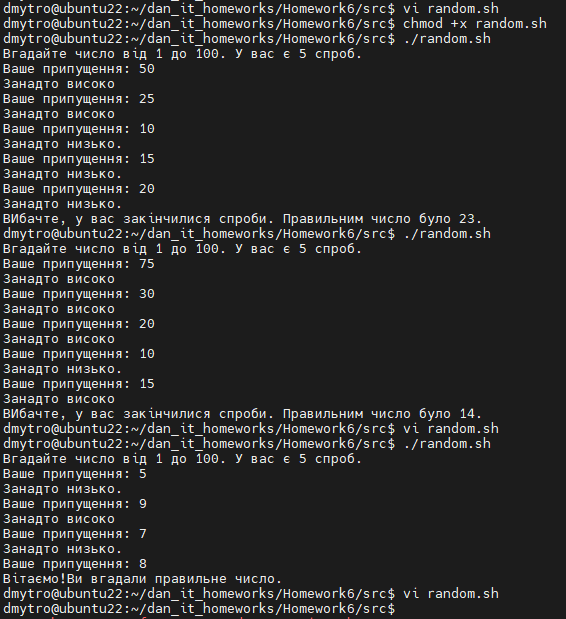 dmytro@ubuntu22:~/dan_it_homeworks/Homework6/src$ vi random.sh
dmytro@ubuntu22:~/dan_it_homeworks/Homework6/src$ chmod +x random.sh
dmytro@ubuntu22:~/dan_it_homeworks/Homework6/src$ ./random.sh
Вгадайте число від 1 до 100. У вас є 5 спроб.
Ваше припущення: 50
Занадто високо
Ваше припущення: 25
Занадто високо
Ваше припущення: 10
Занадто низько.
Ваше припущення: 15
Занадто низько.
Ваше припущення: 20
Занадто низько.
ВИбачте, у вас закінчилися спроби. Правильним число було 23.
dmytro@ubuntu22:~/dan_it_homeworks/Homework6/src$ ./random.sh
Вгадайте число від 1 до 100. У вас є 5 спроб.
Ваше припущення: 75
Занадто високо
Ваше припущення: 30
Занадто високо
Ваше припущення: 20
Занадто високо
Ваше припущення: 10
Занадто низько.
Ваше припущення: 15
Занадто високо
ВИбачте, у вас закінчилися спроби. Правильним число було 14.
dmytro@ubuntu22:~/dan_it_homeworks/Homework6/src$ vi random.sh
dmytro@ubuntu22:~/dan_it_homeworks/Homework6/src$ ./random.sh
Вгадайте число від 1 до 100. У вас є 5 спроб.
Ваше припущення: 5
Занадто низько.
Ваше припущення: 9
Занадто високо
Ваше припущення: 7
Занадто низько.
Ваше припущення: 8
Вітаємо!Ви вгадали правильне число.
dmytro@ubuntu22:~/dan_it_homeworks/Homework6/src$ vi random.sh
dmytro@ubuntu22:~/dan_it_homeworks/Homework6/src$